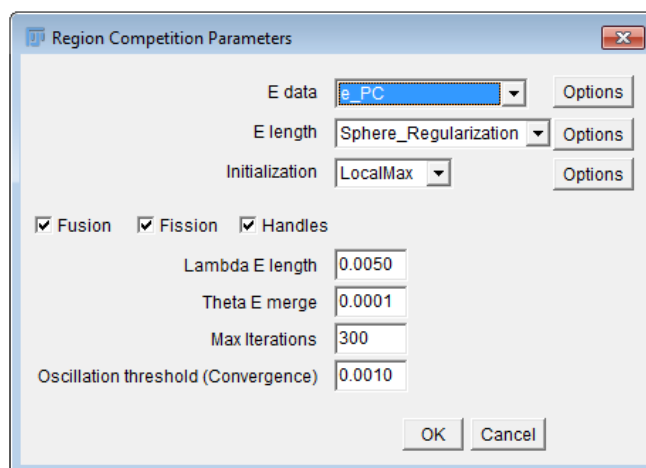 Region Competition Parameters
E data e_PC Options
E length Sphere_Regularization Options
Initialization LocalMax Options
Fusion Fission Handles
Lambda E length 0.0050
Theta E merge 0.0001
Max Iterations 300
Oscillation threshold (Convergence) 0.0010
OK Cancel